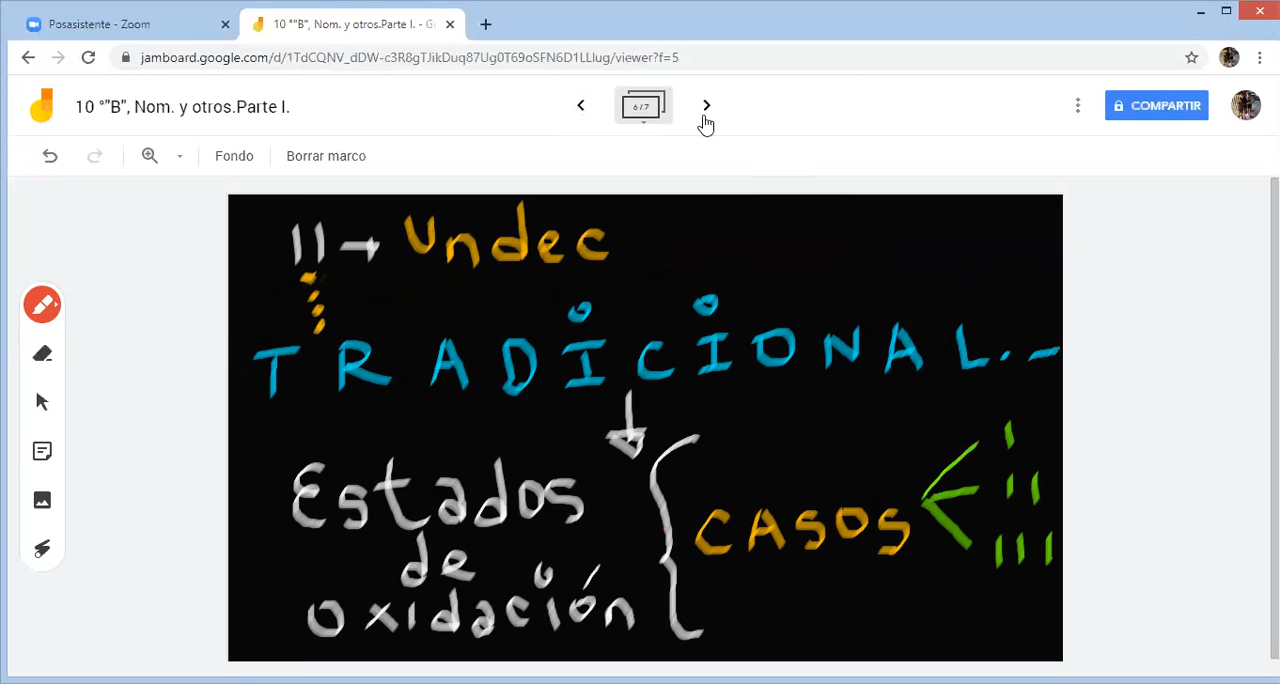 Posasistente - Zoom
10 °"B", Nom. y otros.Parte I. - G
jamboard.google.com/d/1TdCQNV_dDW-c3R8gTJikDuq87Ug0T69oSFN6D1LLlug/viewer?f=5
10 °"B", Nom. y otros.Parte I.
6/7
COMPARTIR
Fondo
Borrar marco
11 → Undec
TRADICIONAL.-
Estados
de
oxidación
CASOS
I
II
III